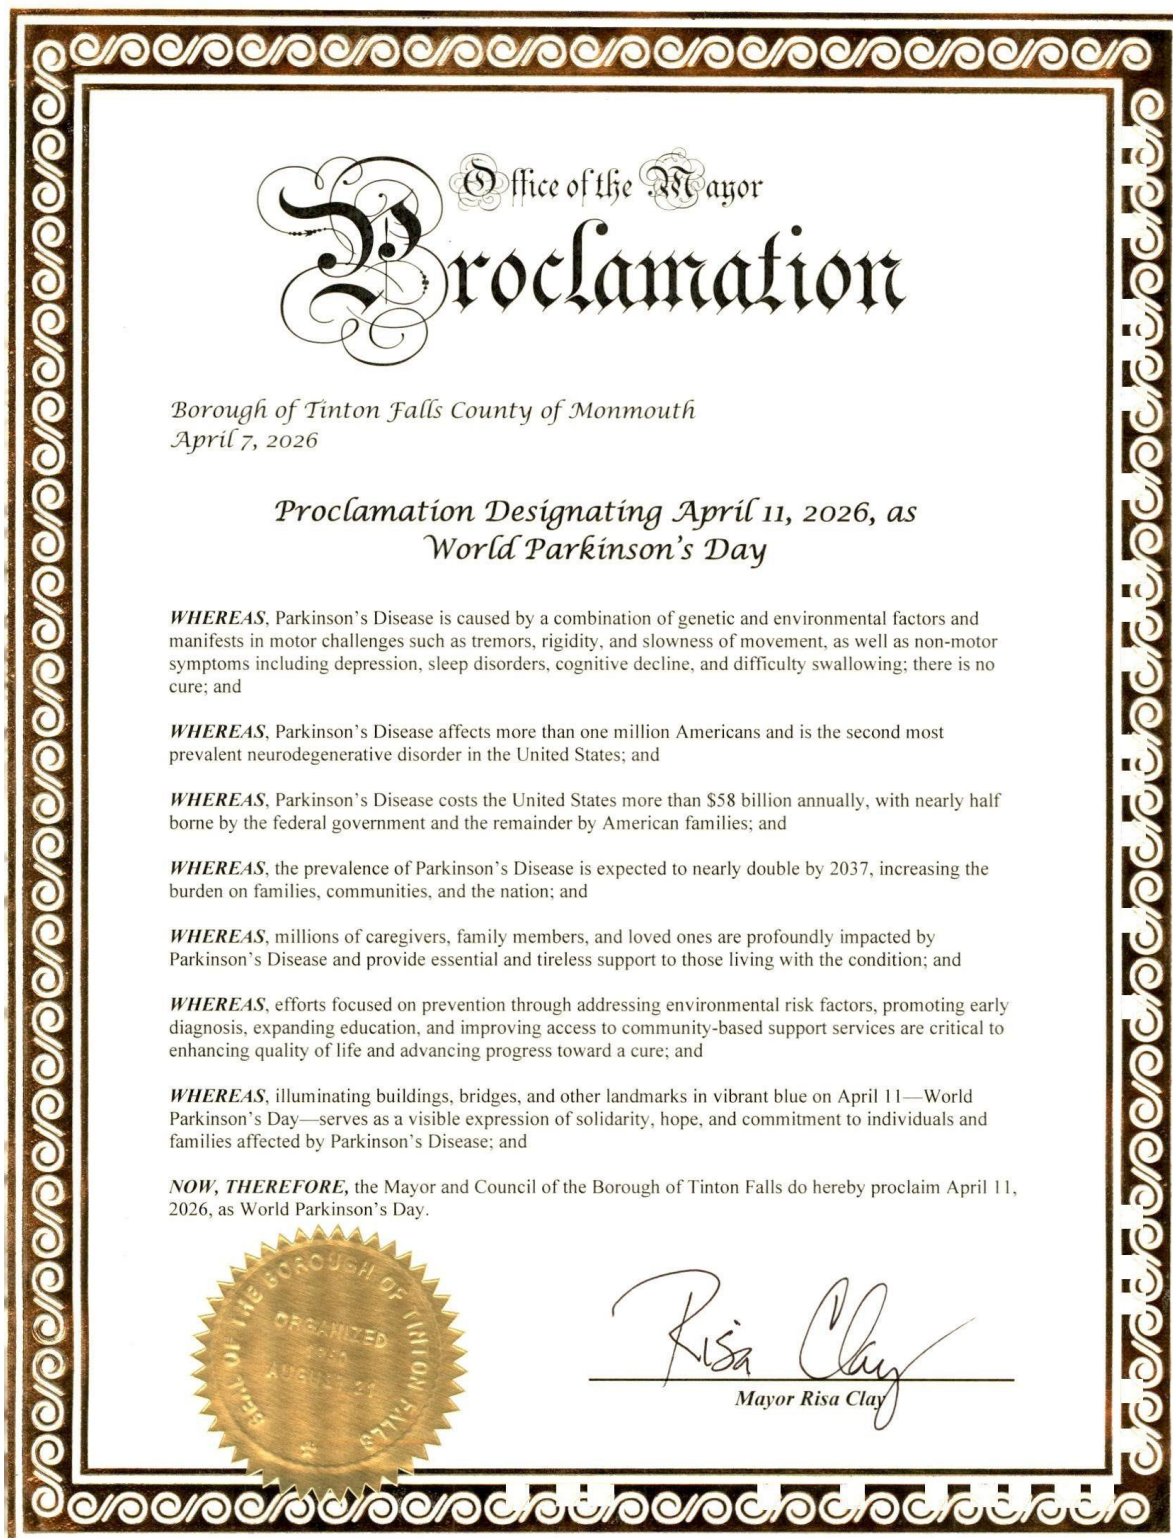 Office of the Mayor
Proclamation
Borough of Tinton Falls County of Monmouth
April 7, 2026
Proclamation Designating April 11, 2026, as
World Parkinson's Day
WHEREAS, Parkinson's Disease is caused by a combination of genetic and environmental factors and
manifests in motor challenges such as tremors, rigidity, and slowness of movement, as well as non-motor
symptoms including depression, sleep disorders, cognitive decline, and difficulty swallowing; there is no
cure; and
WHEREAS, Parkinson's Disease affects more than one million Americans and is the second most
prevalent neurodegenerative disorder in the United States; and
WHEREAS, Parkinson's Disease costs the United States more than $58 billion annually, with nearly half
borne by the federal government and the remainder by American families; and
WHEREAS, the prevalence of Parkinson's Disease is expected to nearly double by 2037, increasing the
burden on families, communities, and the nation; and
WHEREAS, millions of caregivers, family members, and loved ones are profoundly impacted by
Parkinson's Disease and provide essential and tireless support to those living with the condition; and
WHEREAS, efforts focused on prevention through addressing environmental risk factors, promoting early
diagnosis, expanding education, and improving access to community-based support services are critical to
enhancing quality of life and advancing progress toward a cure; and
WHEREAS, illuminating buildings, bridges, and other landmarks in vibrant blue on April 11—World
Parkinson's Day—serves as a visible expression of solidarity, hope, and commitment to individuals and
families affected by Parkinson's Disease; and
NOW, THEREFORE, the Mayor and Council of the Borough of Tinton Falls do hereby proclaim April 11,
2026, as World Parkinson's Day.
SEAL OF THE BOROUGH OF TINTON FALLS
ORGANIZED
AUGUST 21
Risa Clay
Mayor Risa Clay